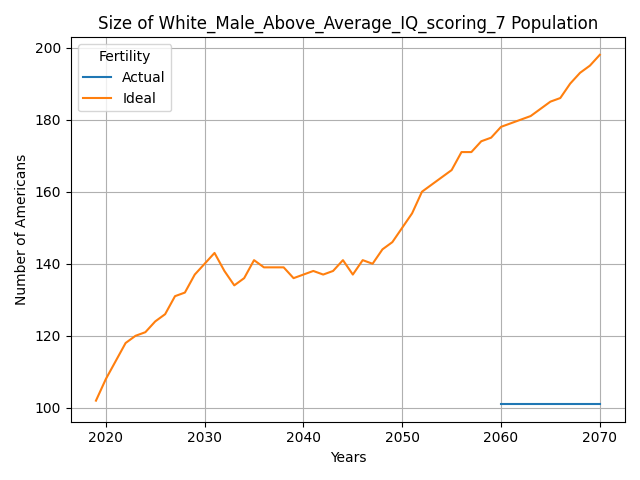 Size of White_Male_Above_Average_IQ_scoring_7 Population
Fertility
Actual
Ideal
Number of Americans
200
180
160
140
120
100
2020 2030 2040 2050 2060 2070
Years